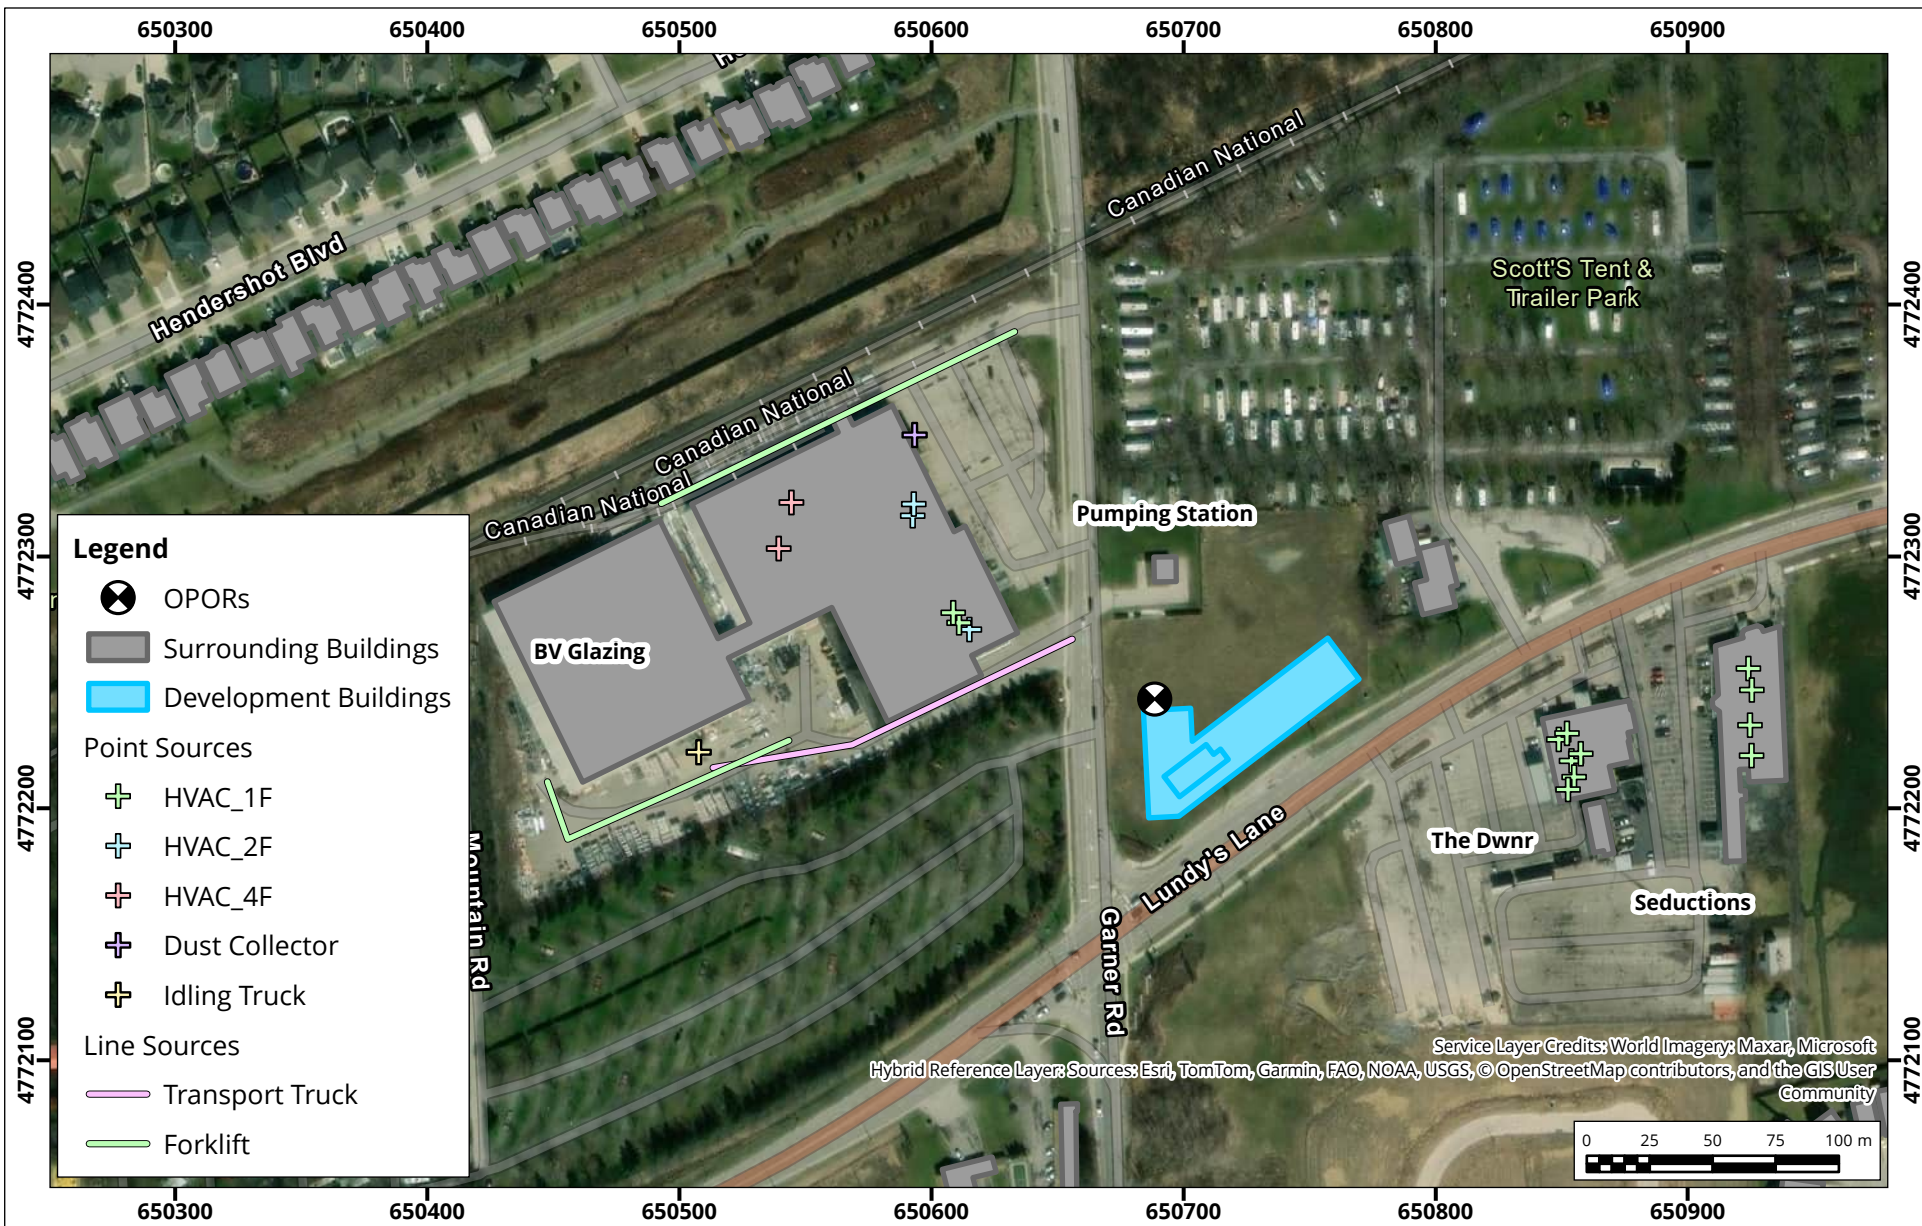 650300 650400 650500 650600 650700 650800 650900
4772400
4772300
4772200
4772100
4772400
4772300
4772200
4772100
Hendershot Blvd
Canadian National
Canadian National
Canadian National
Scott'S Tent &
Trailer Park
Pumping Station
BV Glazing
Mountain Rd
Garner Rd
Lundy's Lane
The Dwnr
Seductions
Legend
OPORs
Surrounding Buildings
Development Buildings
Point Sources
HVAC_1F
HVAC_2F
HVAC_4F
Dust Collector
Idling Truck
Line Sources
Transport Truck
Forklift
Service Layer Credits: World Imagery: Maxar, Microsoft
Hybrid Reference Layer: Sources: Esri, TomTom, Garmin, FAO, NOAA, USGS, © OpenStreetMap contributors, and the GIS User
Community
0 25 50 75 100 m
650300 650400 650500 650600 650700 650800 650900